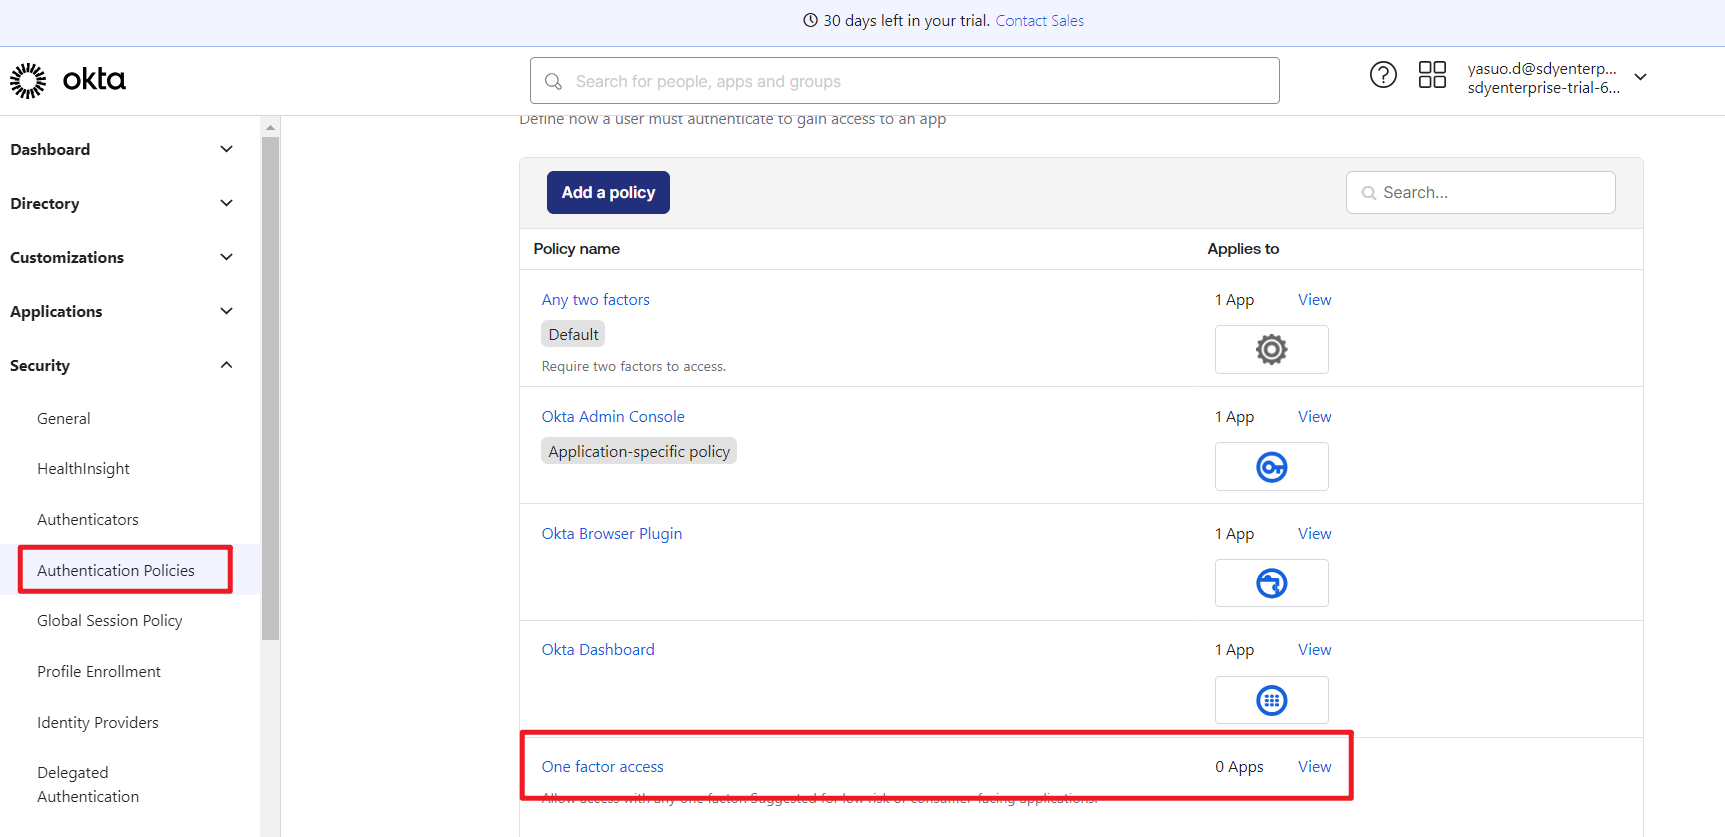 30 days left in your trial. Contact Sales
okta
Search for people, apps and groups
yasuo.d@sdyenterp...
sdyenterprise-trial-6...
Define how a user must authenticate to gain access to an app
Dashboard
Directory
Customizations
Applications
Security
General
HealthInsight
Authenticators
Authentication Policies
Global Session Policy
Profile Enrollment
Identity Providers
Delegated
Authentication
Add a policy
Search...
Policy name Applies to
Any two factors 1 App View
Default
Require two factors to access.
Okta Admin Console 1 App View
Application-specific policy
Okta Browser Plugin 1 App View
Okta Dashboard 1 App View
One factor access 0 Apps View
Allow access with any one factor. Suggested for low risk or consumer facing applications.